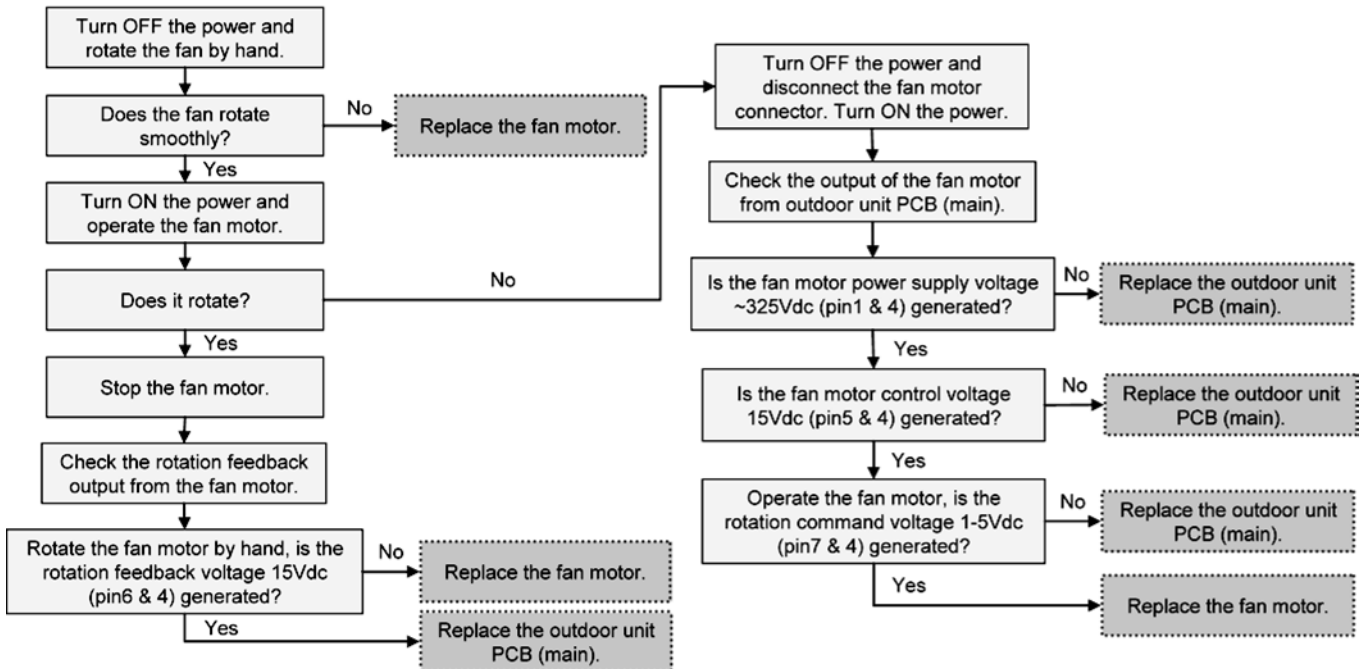 Turn OFF the power and
rotate the fan by hand.
Does the fan rotate
smoothly?
No
Replace the fan motor.
Yes
Turn ON the power and
operate the fan motor.
Does it rotate?
No
Yes
Stop the fan motor.
Check the rotation feedback
output from the fan motor.
Rotate the fan motor by hand, is the
rotation feedback voltage 15Vdc
(pin6 & 4) generated?
No
Replace the fan motor.
Yes
Replace the outdoor unit
PCB (main).
Turn OFF the power and
disconnect the fan motor
connector. Turn ON the power.
Check the output of the fan motor
from outdoor unit PCB (main).
Is the fan motor power supply voltage
~325Vdc (pin1 & 4) generated?
No
Replace the outdoor unit
PCB (main).
Yes
Is the fan motor control voltage
15Vdc (pin5 & 4) generated?
No
Replace the outdoor unit
PCB (main).
Yes
Operate the fan motor, is the
rotation command voltage 1-5Vdc
(pin7 & 4) generated?
No
Replace the outdoor unit
PCB (main).
Yes
Replace the fan motor.